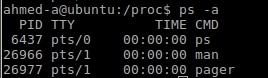 ahmed-a@ubuntu:/proc$ ps -a
  PID TTY          TIME CMD
 6437 pts/0    00:00:00 ps
26966 pts/1    00:00:00 man
26977 pts/1    00:00:00 pager